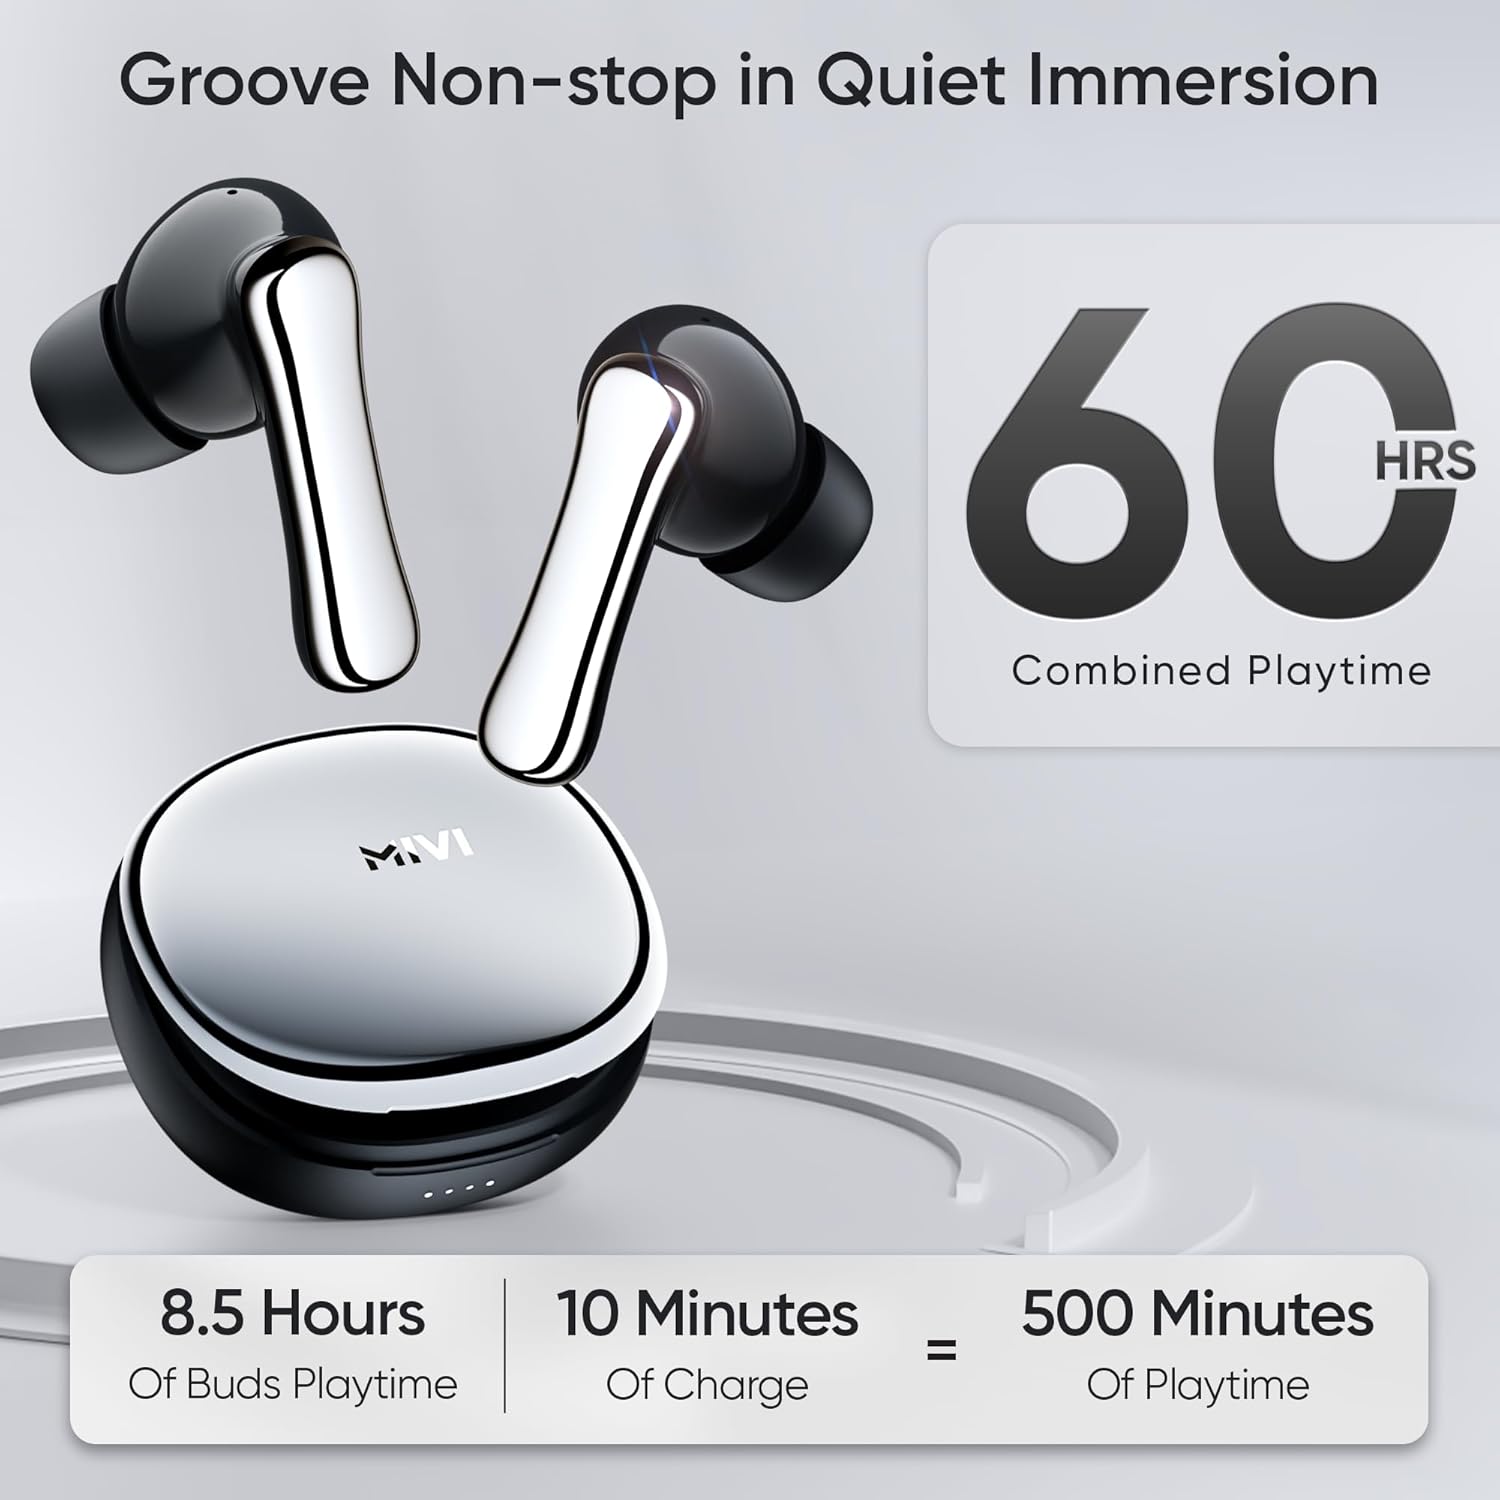 Groove Non-stop in Quiet Immersion
60 HRS
Combined Playtime
MIVI
8.5 Hours
Of Buds Playtime
10 Minutes
Of Charge
=
500 Minutes
Of Playtime